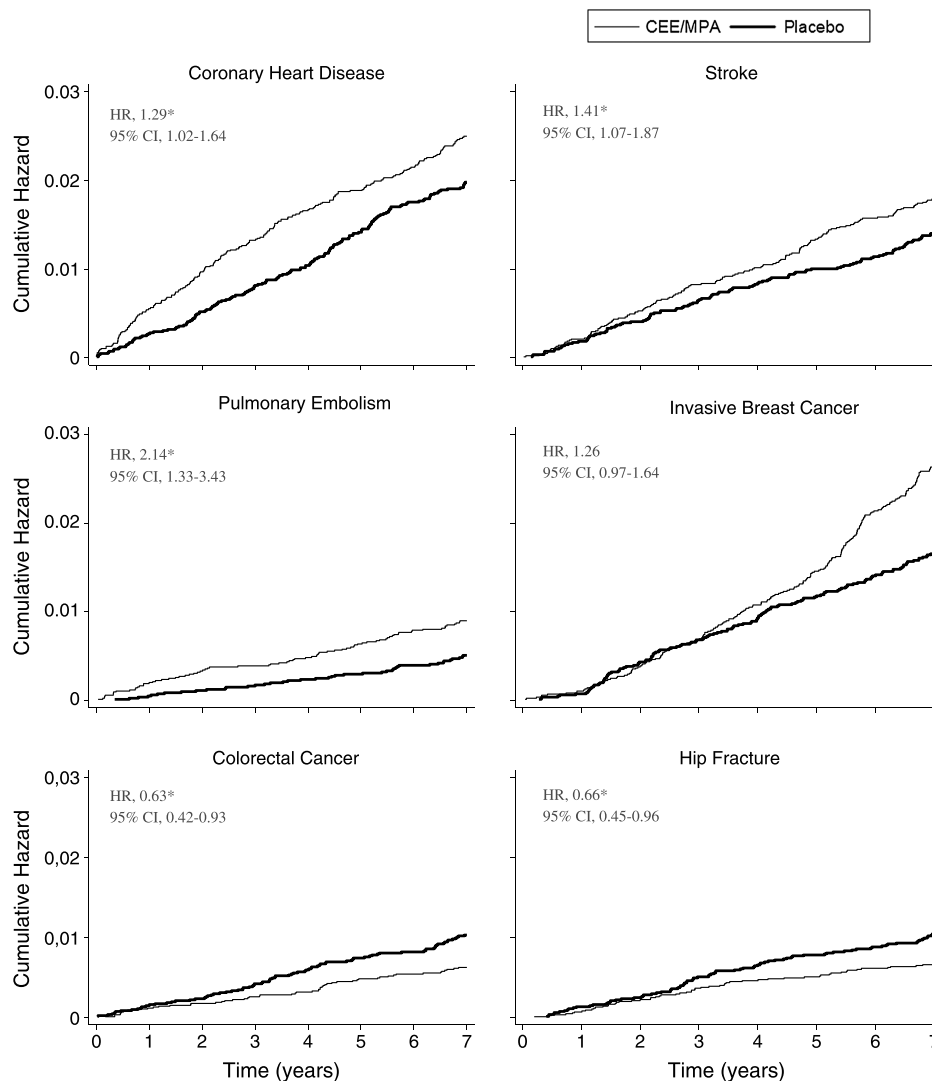 CEE/MPA Placebo
Coronary Heart Disease
HR, 1.29*
95% CI, 1.02-1.64
Cumulative Hazard
0.03
0.02
0.01
0
Stroke
HR, 1.41*
95% CI, 1.07-1.87
Pulmonary Embolism
HR, 2.14*
95% CI, 1.33-3.43
Cumulative Hazard
0.03
0.02
0.01
0
Invasive Breast Cancer
HR, 1.26
95% CI, 0.97-1.64
Colorectal Cancer
HR, 0.63*
95% CI, 0.42-0.93
Cumulative Hazard
0,03
0,02
0,01
0
0 1 2 3 4 5 6 7
Time (years)
Hip Fracture
HR, 0.66*
95% CI, 0.45-0.96
0 1 2 3 4 5 6 7
Time (years)